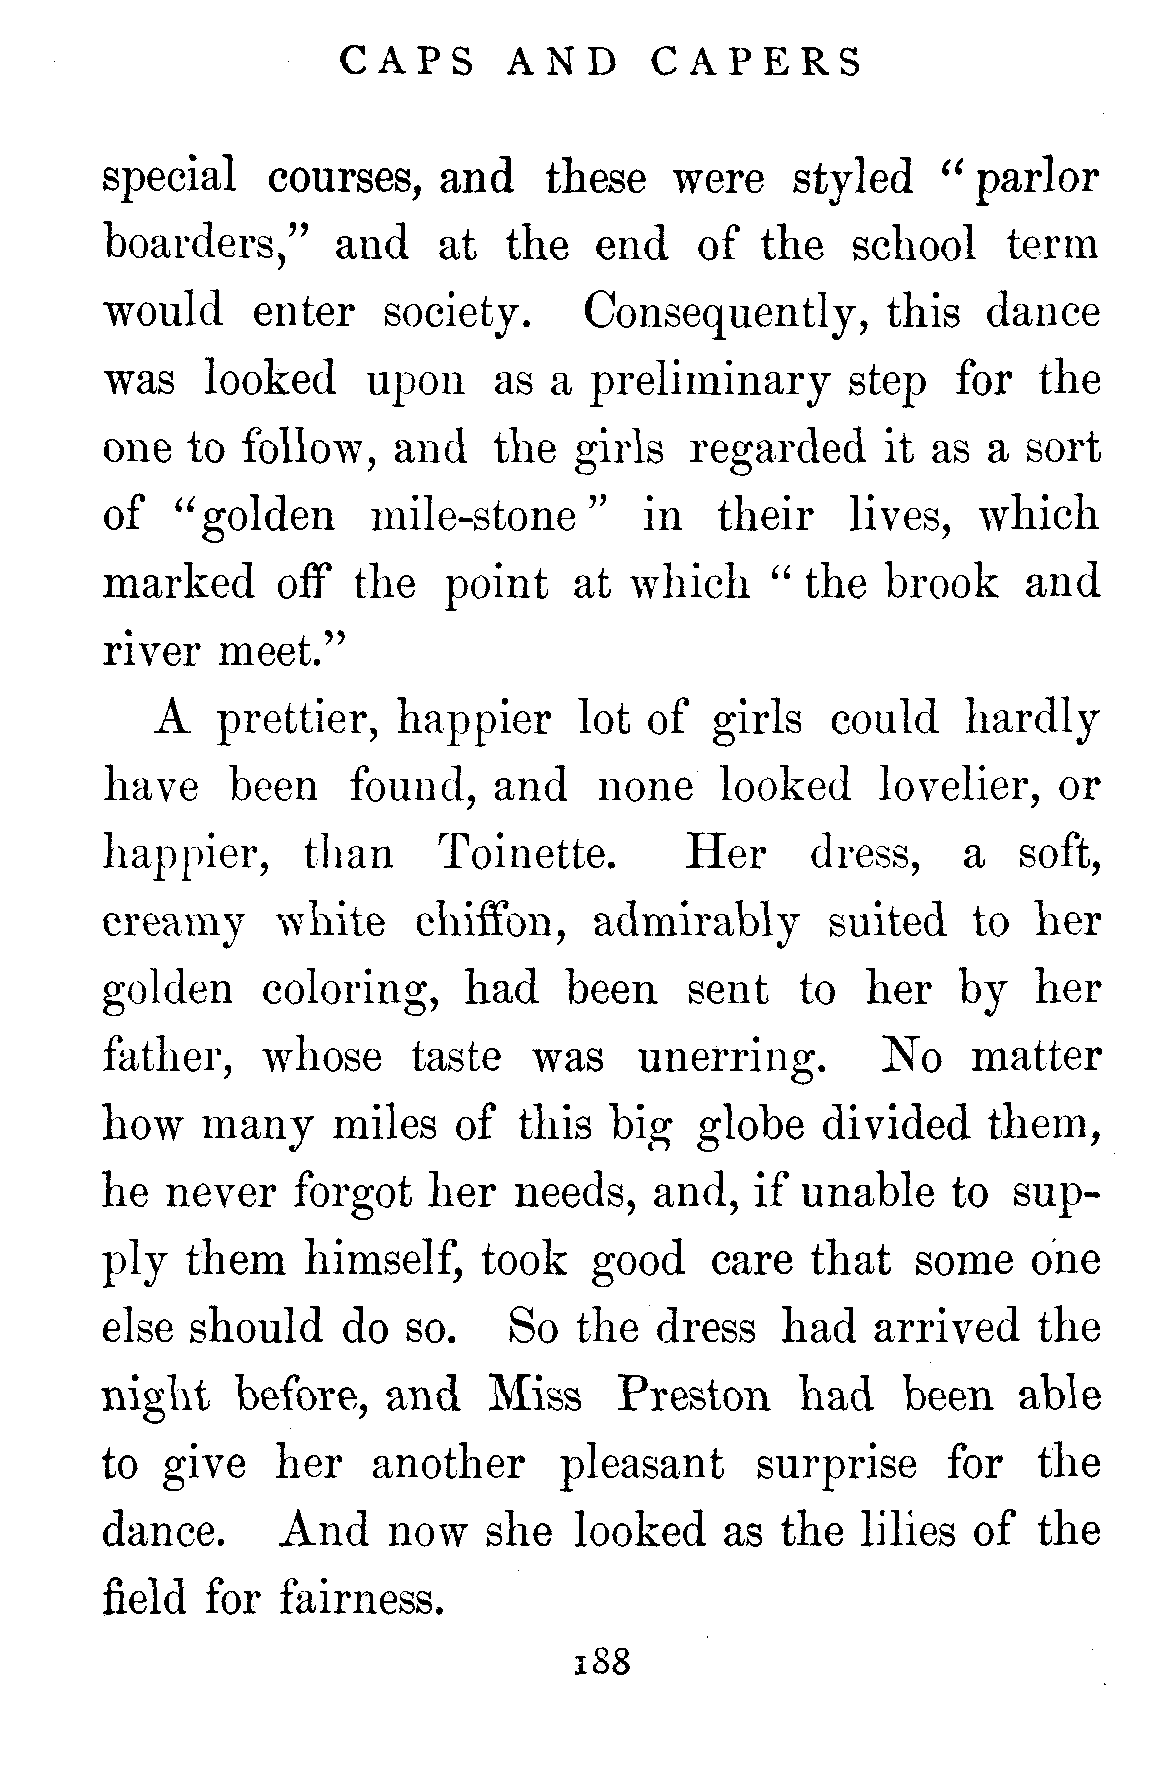 CAPS AND CAPERS
special courses, and these were styled “ parlor
boarders,” and at the end of the school term
would enter society. Consequently, this dance
was looked upon as a preliminary step for the
one to follow, and the girls regarded it as a sort
of “golden mile-stone ” in their lives, which
marked off the point at which “ the brook and
river meet.”
A prettier, happier lot of girls could hardly
have been found, and none looked lovelier, or
happier, than Toinette. Her dress, a soft,
creamy white chiffon, admirably suited to her
golden coloring, had been sent to her by her
father, whose taste was unerring. No matter
how many miles of this big globe divided them,
he never forgot her needs, and, if unable to sup-
ply them himself, took good care that some one
else should do so. So the dress had arrived the
night before, and Miss Preston had been able
to give her another pleasant surprise for the
dance. And now she looked as the lilies of the
field for fairness.
188